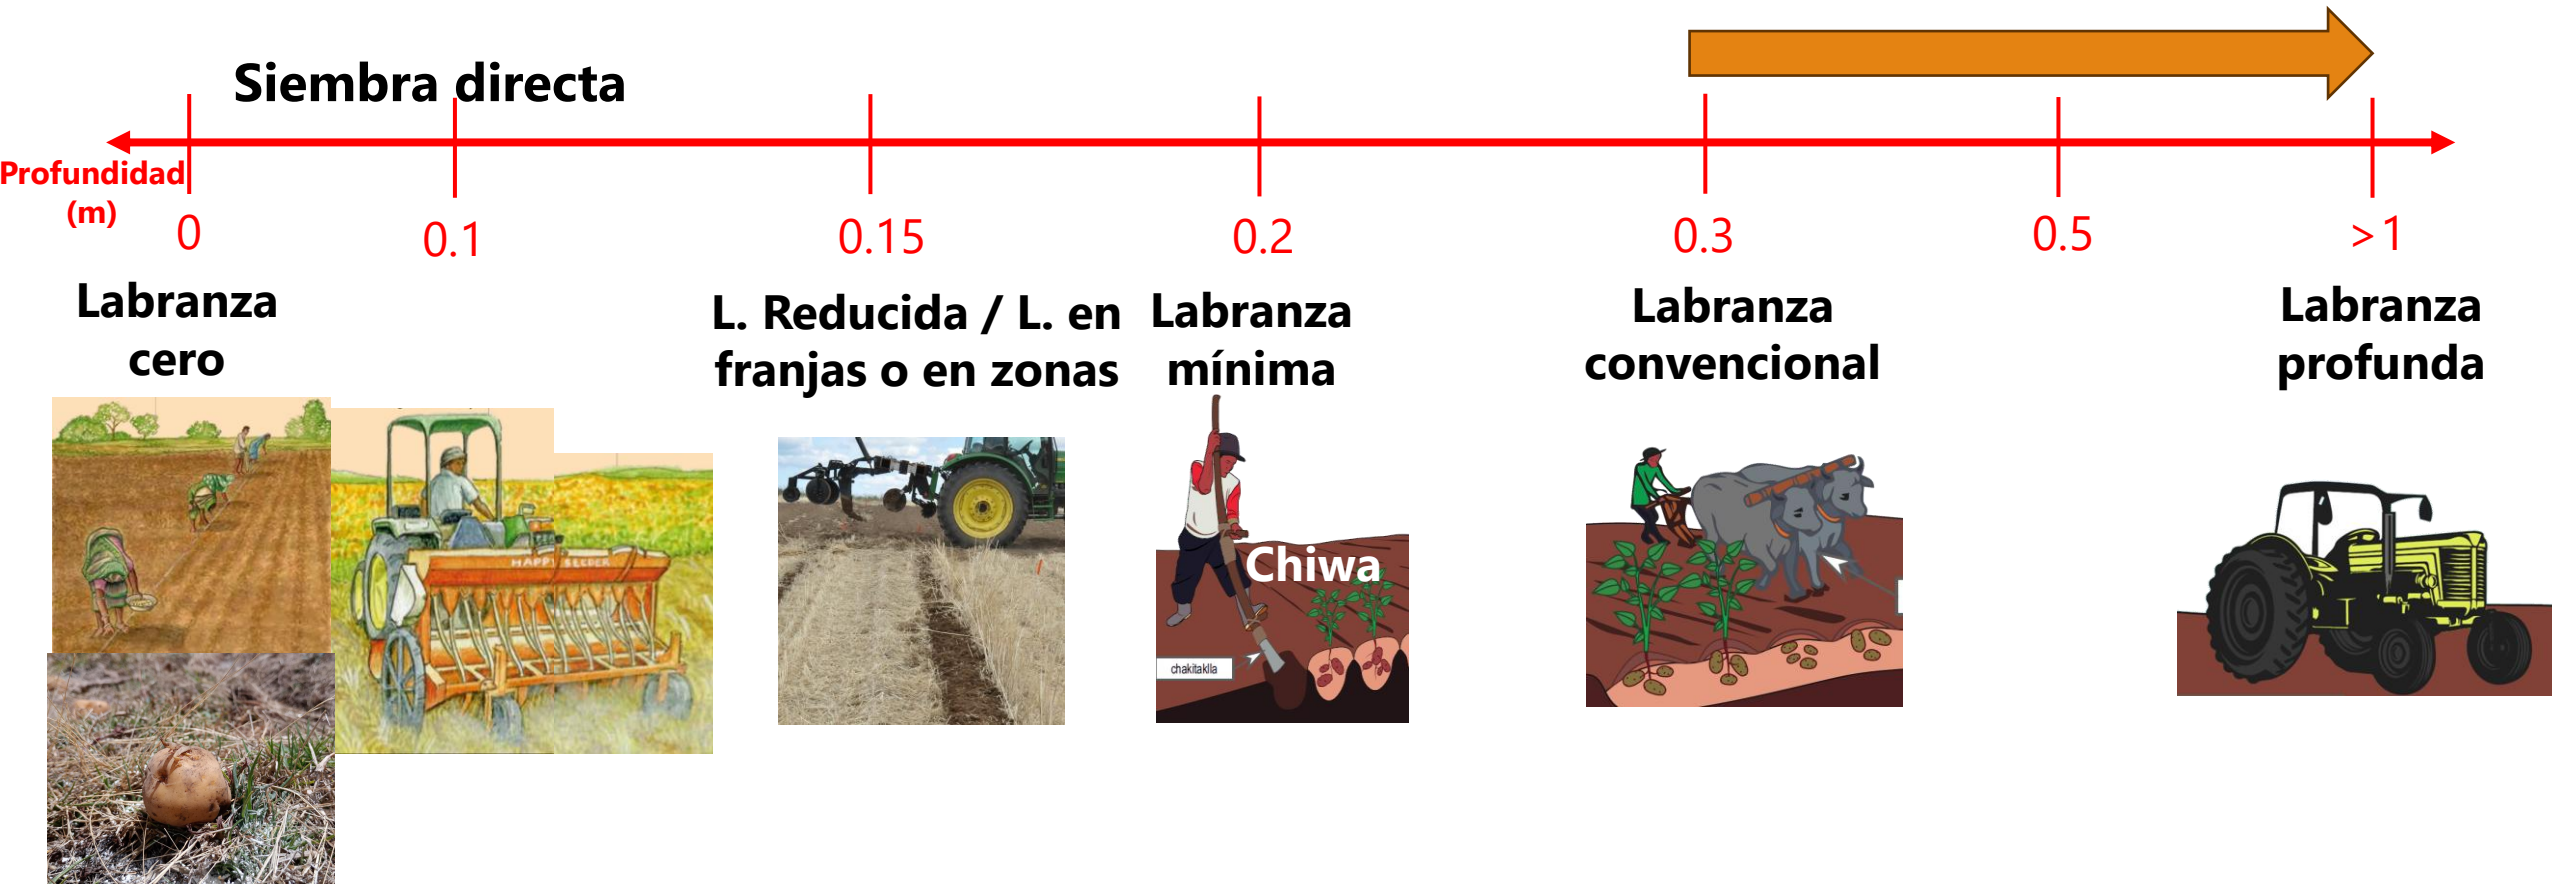 Siembra directa
Profundidad
(m)
0
0.1
0.15
0.2
0.3
0.5
>1
Labranza
cero
L. Reducida / L. en
franjas o en zonas
Labranza
mínima
Labranza
convencional
Labranza
profunda
HAPPY SEEDER
Chiwa
chakitaklla